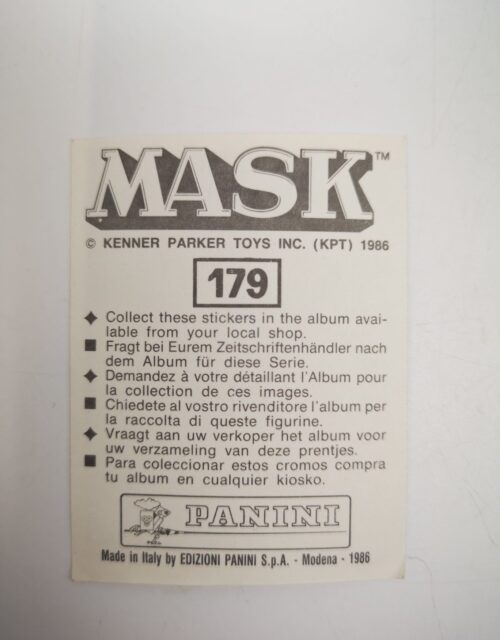 MASK™
© KENNER PARKER TOYS INC. (KPT) 1986
179
Collect these stickers in the album avai-
lable from your local shop.
Fragt bei Eurem Zeitschriftenhändler nach
dem Album für diese Serie.
Demandez à votre détaillant l'Album pour
la collection de ces images.
Chiedete al vostro rivenditore l'album per
la raccolta di queste figurine.
Vraagt aan uw verkoper het album voor
uw verzameling van deze prentjes.
Para coleccionar estos cromos compra
tu album en cualquier kiosko.
PANINI
Made in Italy by EDIZIONI PANINI S.p.A. - Modena - 1986